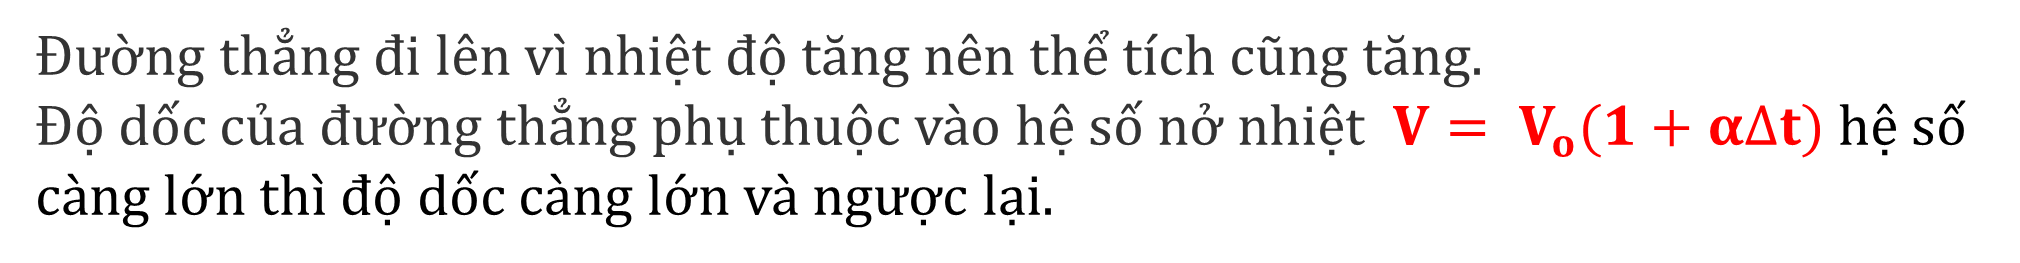 Đường thẳng đi lên vì nhiệt độ tăng nên thể tích cũng tăng.
Độ dốc của đường thẳng phụ thuộc vào hệ số nở nhiệt V = Vₒ(1 + αΔt) hệ số
càng lớn thì độ dốc càng lớn và ngược lại.